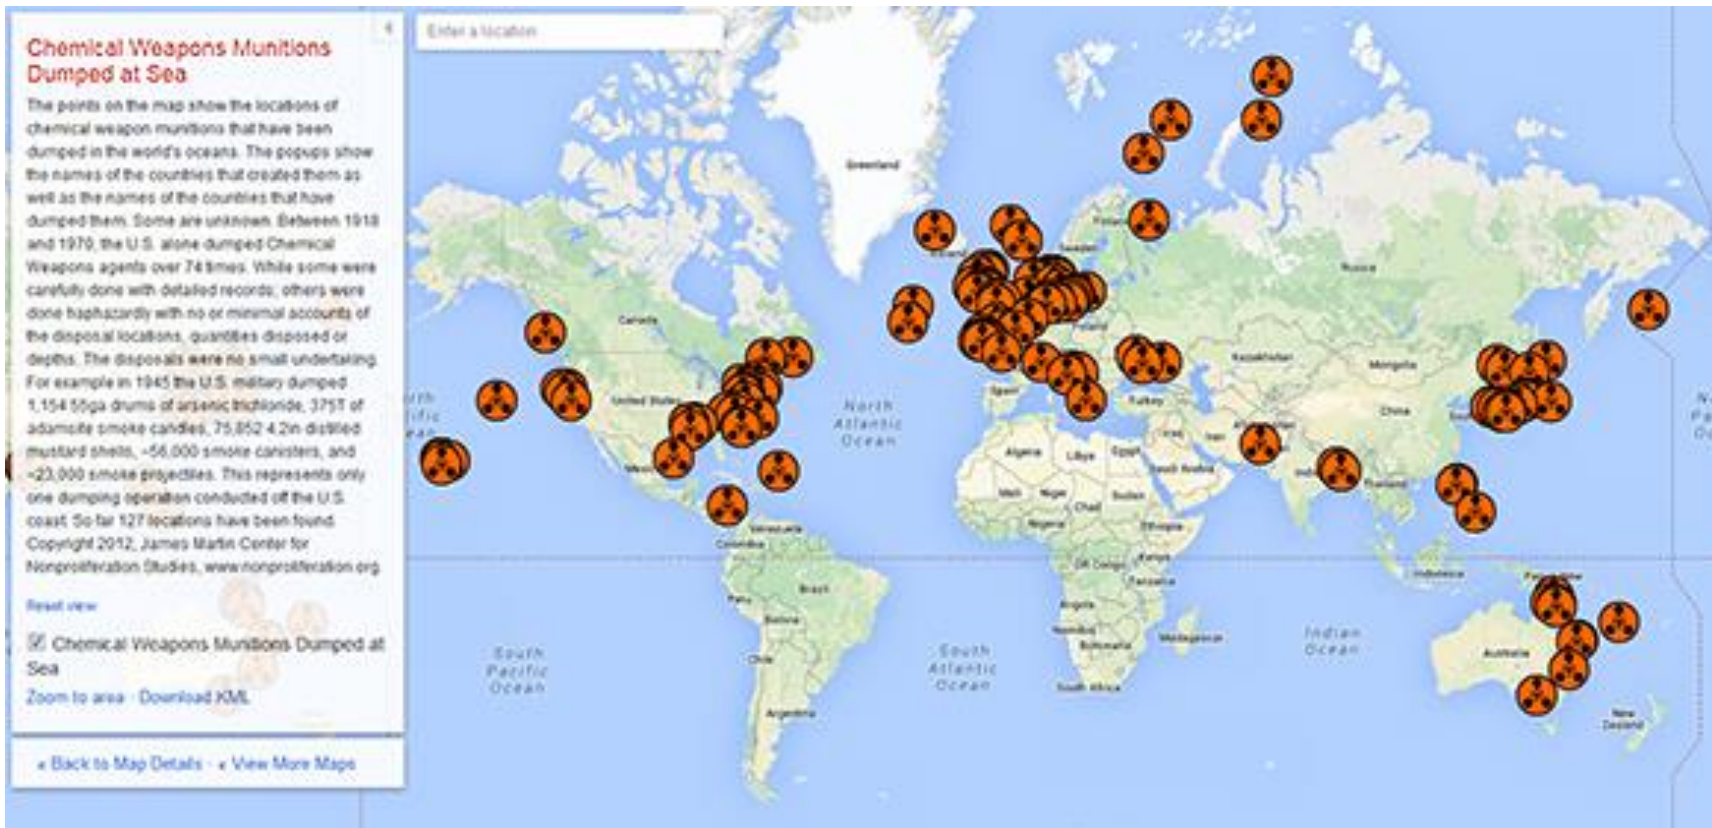 Chemical Weapons Munitions
Dumped at Sea
The points on the map show the locations of
chemical weapon munitions that have been
dumped in the world's oceans. The popups show
the names of the countries that created them as
well as the names of the countries that have
dumped them. Some are unknown. Between 1918
and 1970, the U.S. alone dumped Chemical
Weapons agents over 74 times. While some were
carefully done with detailed records; others were
done haphazardly with no or minimal accounts of
the disposal locations, quantities disposed or
depths. The disposals were no small undertaking.
For example in 1945 the U.S. military dumped
1,154 55ga drums of arsenic trichloride, 375T of
adamsite smoke candles, 75,852 4.2in distilled
mustard shells, ~56,000 smoke canisters, and
~23,000 smoke projectiles. This represents only
one dumping operation conducted off the U.S.
coast. So far 127 locations have been found.
Copyright 2012, James Martin Center for
Nonproliferation Studies, www.nonproliferation.org
Reset view
Chemical Weapons Munitions Dumped at
Sea
Zoom to area · Download KML
« Back to Map Details · « View More Maps
Enter a location
Greenland
Iceland
Finland
Sweden
Russia
Canada
Poland
Kazakhstan
Mongolia
United States
Spain
Turkey
China
North
Atlantic
Ocean
Afghanistan
Iraq
Iran
Algeria
Libya
Egypt
Saudi Arabia
Mexico
Mali
Niger
Chad
Sudan
Thailand
Nigeria
Ethiopia
Venezuela
Colombia
DR Congo
Kenya
Tanzania
Indonesia
Brazil
Peru
Angola
Bolivia
Namibia
Botswana
Madagascar
South
Pacific
Ocean
South
Atlantic
Ocean
Indian
Ocean
Chile
Australia
South Africa
Argentina
New
Zealand